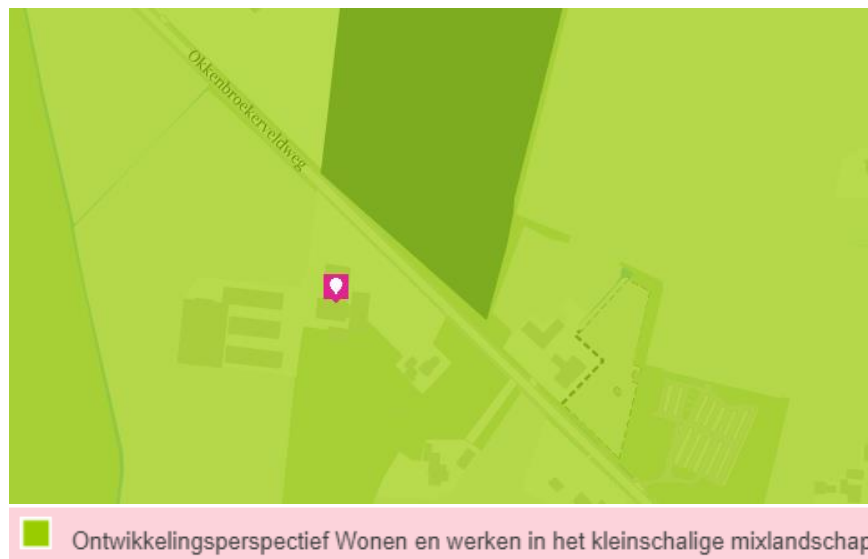 Okkenbroekerveldweg
Ontwikkelingsperspectief Wonen en werken in het kleinschalige mixlandschap